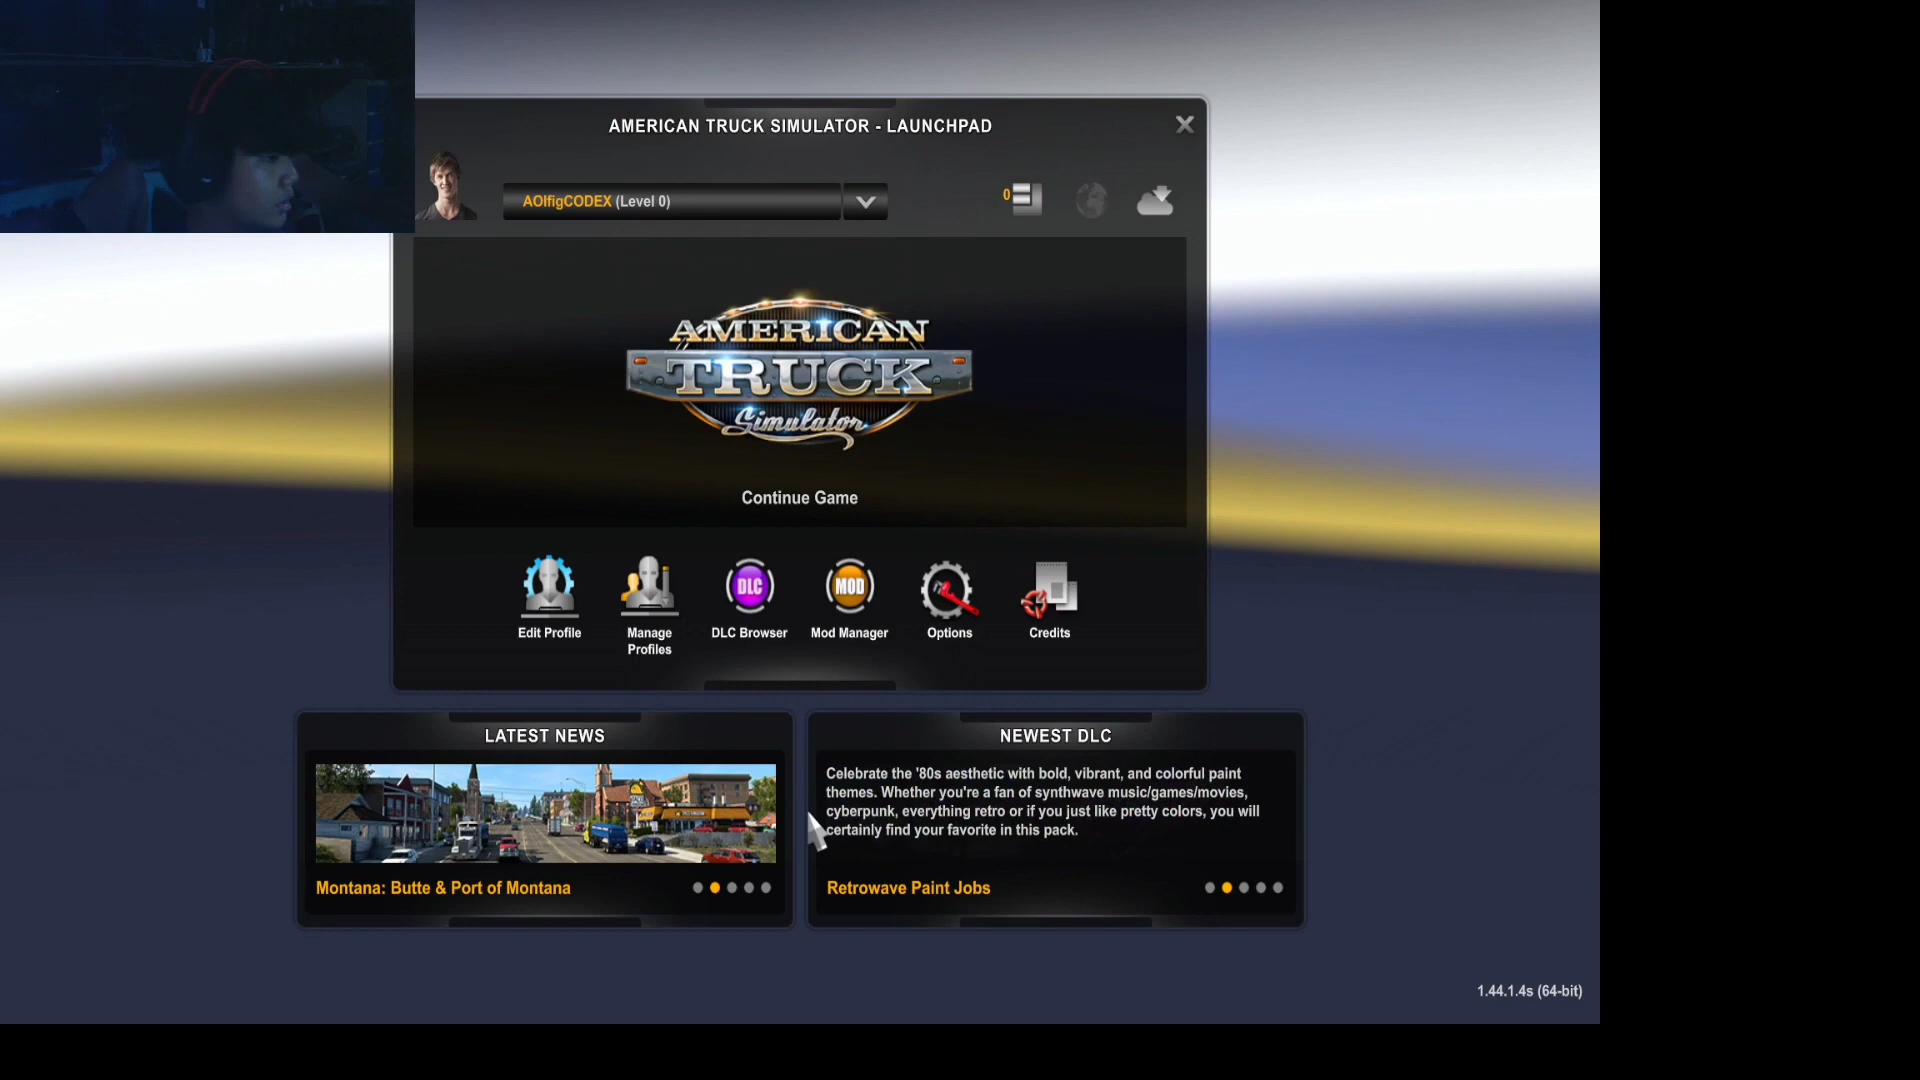 AMERICAN TRUCK SIMULATOR - LAUNCHPAD
AOIfigCODEX (Level 0)
0
AMERICAN
TRUCK
Simulator
Continue Game
DLC
MOD
Edit Profile
Manage
Profiles
DLC Browser
Mod Manager
Options
Credits
LATEST NEWS
Montana: Butte & Port of Montana
NEWEST DLC
Celebrate the '80s aesthetic with bold, vibrant, and colorful paint
themes. Whether you're a fan of synthwave music/games/movies,
cyberpunk, everything retro or if you just like pretty colors, you will
certainly find your favorite in this pack.
Retrowave Paint Jobs
1.44.1.4s (64-bit)